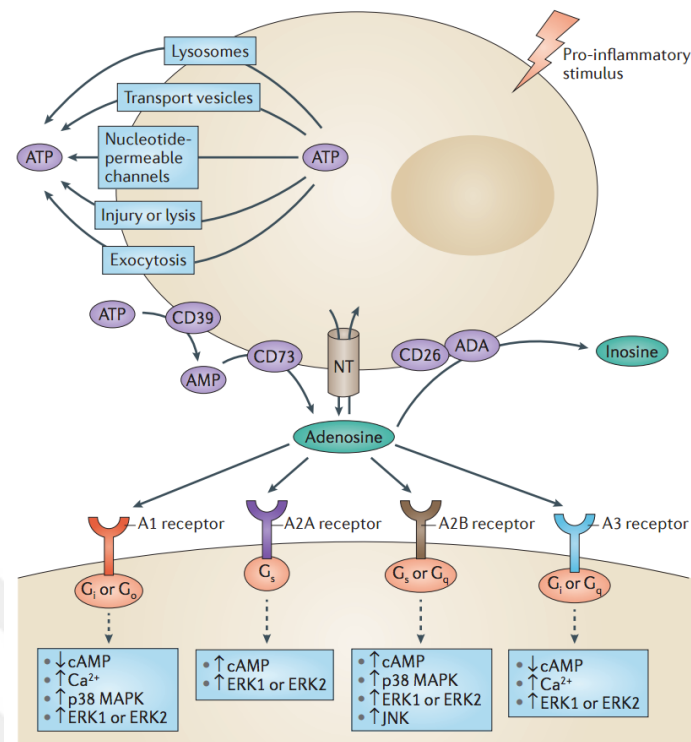 Lysosomes
Pro-inflammatory
stimulus
Transport vesicles
ATP
Nucleotide-
permeable
channels
ATP
Injury or lysis
Exocytosis
ATP
CD39
AMP
CD73
NT
CD26
ADA
Inosine
Adenosine
A1 receptor
A2A receptor
A2B receptor
A3 receptor
Gi or Go
Gs
Gs or Gq
Gi or Gq
• ↓cAMP
• ↑Ca²⁺
• ↑p38 MAPK
• ↑ERK1 or ERK2
• ↑cAMP
• ↑ERK1 or ERK2
• ↑cAMP
• ↑p38 MAPK
• ↑ERK1 or ERK2
• ↑JNK
• ↓cAMP
• ↑Ca²⁺
• ↑ERK1 or ERK2